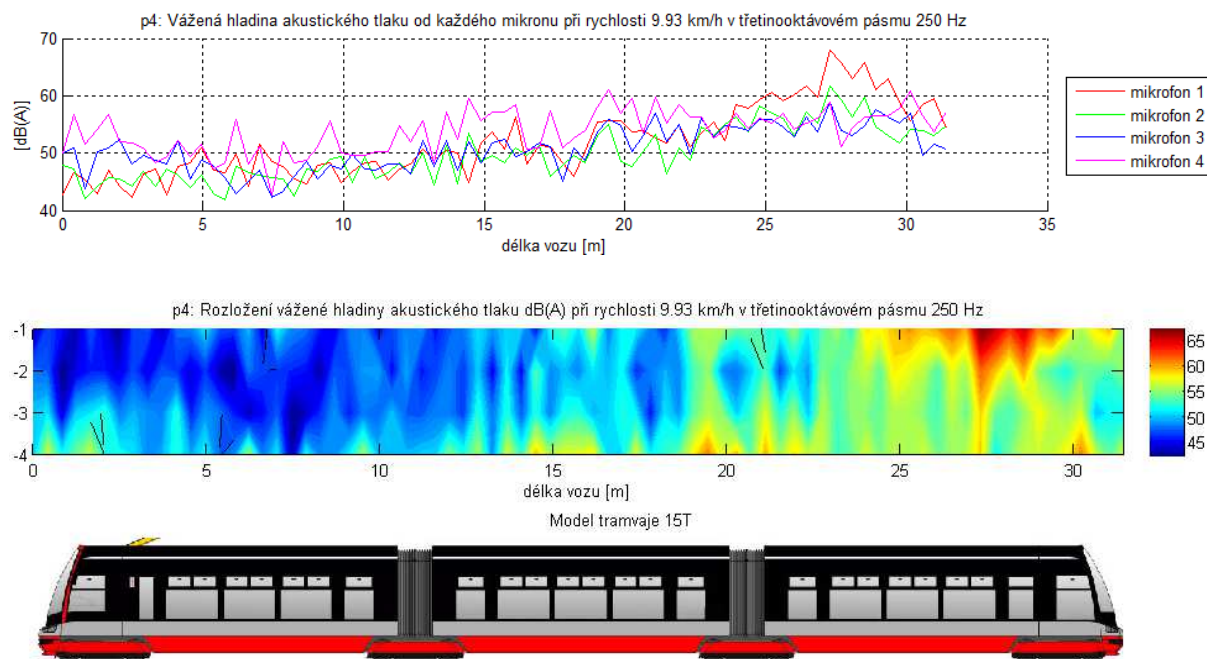 p4: Vážená hladina akustického tlaku od každého mikronu při rychlosti 9.93 km/h v třetinooktávovém pásmu 250 Hz
70
60
50
40
[dB(A)]
0 5 10 15 20 25 30 35
délka vozu [m]
mikrofon 1
mikrofon 2
mikrofon 3
mikrofon 4
p4: Rozložení vážené hladiny akustického tlaku dB(A) při rychlosti 9.93 km/h v třetinooktávovém pásmu 250 Hz
-1
-2
-3
-4
0 5 10 15 20 25 30
délka vozu [m]
65
60
55
50
45
Model tramvaje 15T